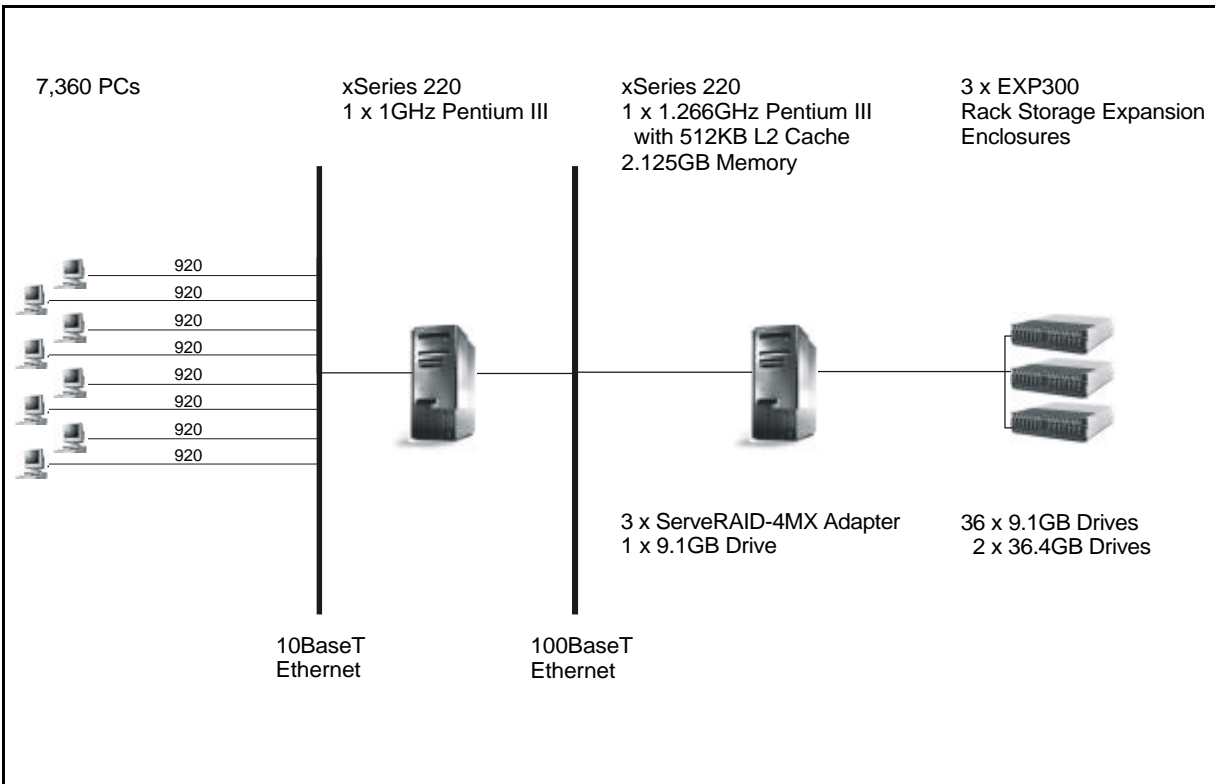 7,360 PCs
xSeries 220
1 x 1GHz Pentium III
xSeries 220
1 x 1.266GHz Pentium III
with 512KB L2 Cache
2.125GB Memory
3 x EXP300
Rack Storage Expansion
Enclosures
920
920
920
920
920
920
920
920
3 x ServeRAID-4MX Adapter
1 x 9.1GB Drive
36 x 9.1GB Drives
2 x 36.4GB Drives
10BaseT
Ethernet
100BaseT
Ethernet